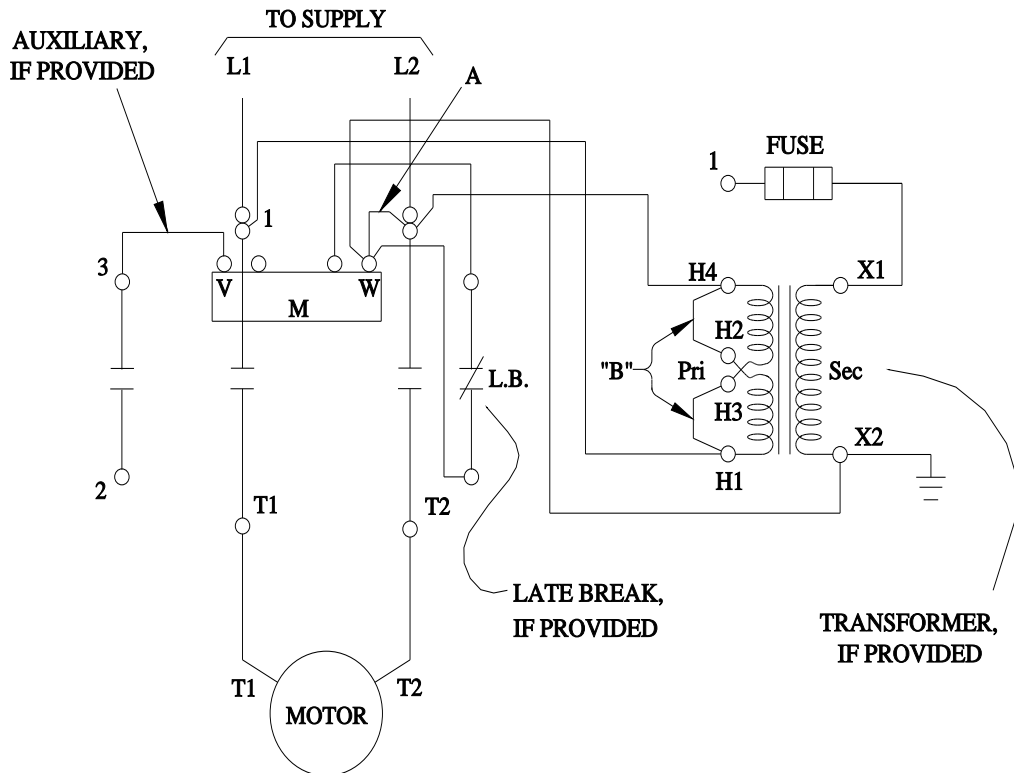 TO SUPPLY
AUXILIARY,
IF PROVIDED
L1
L2
A
1
1
FUSE
3
V
W
M
H4
X1
H2
L.B.
"B"
Pri
Sec
H3
X2
H1
2
T1
T2
LATE BREAK,
IF PROVIDED
TRANSFORMER,
IF PROVIDED
T1
T2
MOTOR